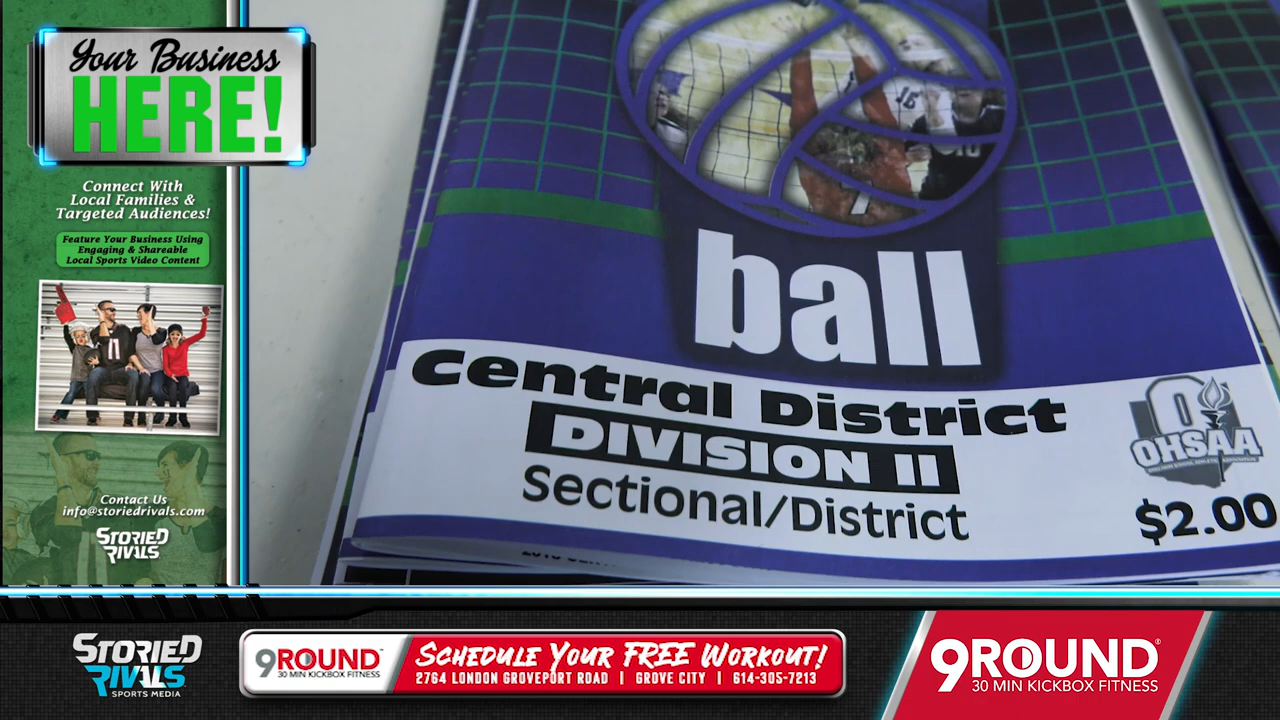 Your Business
HERE!
Connect With
Local Families &
Targeted Audiences!
Feature Your Business Using
Engaging & Shareable
Local Sports Video Content
Contact Us
info@storiedrivals.com
STORIED
RIVALS
16
ball
Central District
DIVISION II
Sectional/District
OHSAA
$2.00
STORIED
RIVALS
SPORTS MEDIA
9ROUND
30 MIN KICKBOX FITNESS
SCHEDULE YOUR FREE WORKOUT!
2764 LONDON GROVEPORT ROAD | GROVE CITY | 614-305-7213
9ROUND®
30 MIN KICKBOX FITNESS